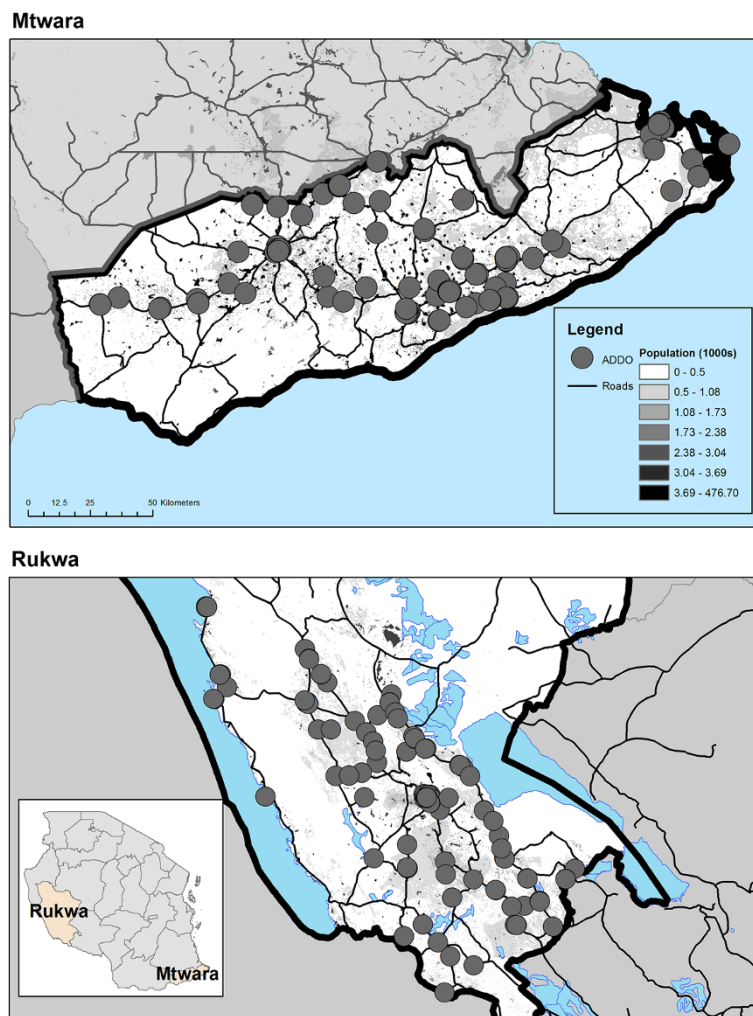 Mtwara
Legend
ADDO
Roads
Population (1000s)
0 - 0.5
0.5 - 1.08
1.08 - 1.73
1.73 - 2.38
2.38 - 3.04
3.04 - 3.69
3.69 - 476.70
0 12.5 25 50 Kilometers
Rukwa
Rukwa
Mtwara